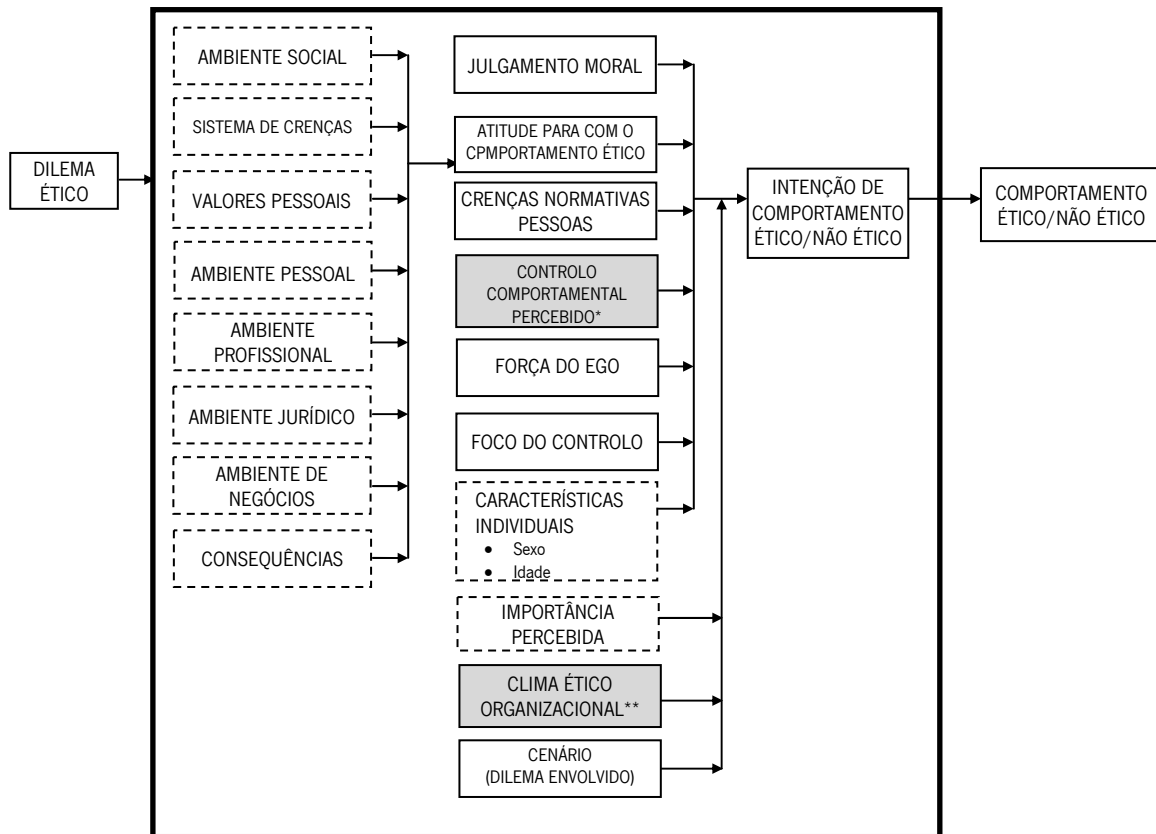 DILEMA
ÉTICO
AMBIENTE SOCIAL
SISTEMA DE CRENÇAS
VALORES PESSOAIS
AMBIENTE PESSOAL
AMBIENTE
PROFISSIONAL
AMBIENTE JURÍDICO
AMBIENTE DE
NEGÓCIOS
CONSEQUÊNCIAS
JULGAMENTO MORAL
ATITUDE PARA COM O
CPMPORTAMENTO ÉTICO
CRENÇAS NORMATIVAS
PESSOAS
CONTROLO
COMPORTAMENTAL
PERCEBIDO*
FORÇA DO EGO
FOCO DO CONTROLO
CARACTERÍSTICAS
INDIVIDUAIS
● Sexo
● Idade
IMPORTÂNCIA
PERCEBIDA
CLIMA ÉTICO
ORGANIZACIONAL**
CENÁRIO
(DILEMA ENVOLVIDO)
INTENÇÃO DE
COMPORTAMENTO
ÉTICO/NÃO ÉTICO
COMPORTAMENTO
ÉTICO/NÃO ÉTICO